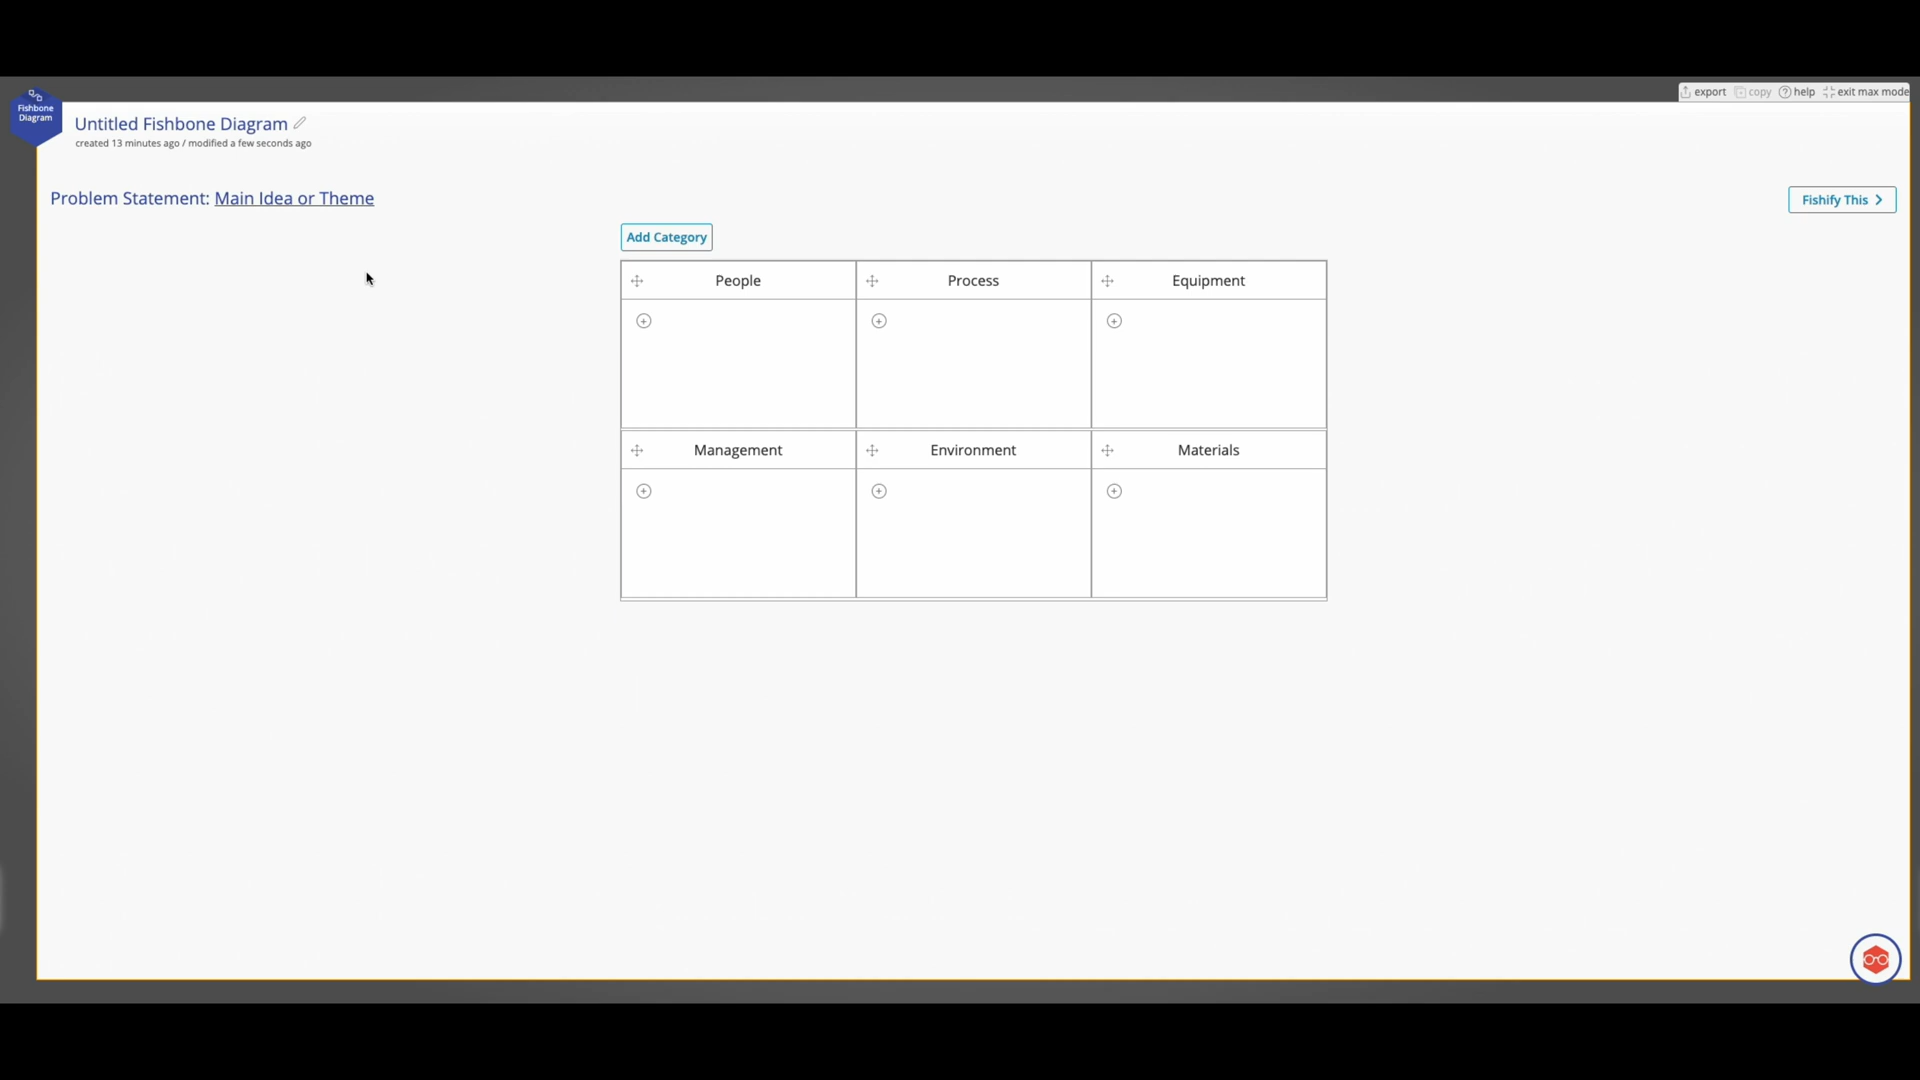 export copy help exit max mode
Fishbone
Diagram
Untitled Fishbone Diagram
created 13 minutes ago / modified a few seconds ago
Problem Statement: Main Idea or Theme
Fishify This
Add Category
People Process Equipment
Management Environment Materials